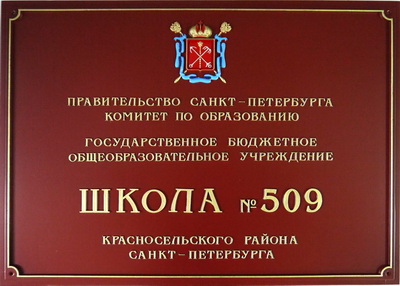 ПРАВИТЕЛЬСТВО САНКТ-ПЕТЕРБУРГА
КОМИТЕТ ПО ОБРАЗОВАНИЮ
ГОСУДАРСТВЕННОЕ БЮДЖЕТНОЕ
ОБЩЕОБРАЗОВАТЕЛЬНОЕ УЧРЕЖДЕНИЕ
ШКОЛА №509
КРАСНОСЕЛЬСКОГО РАЙОНА
САНКТ-ПЕТЕРБУРГА